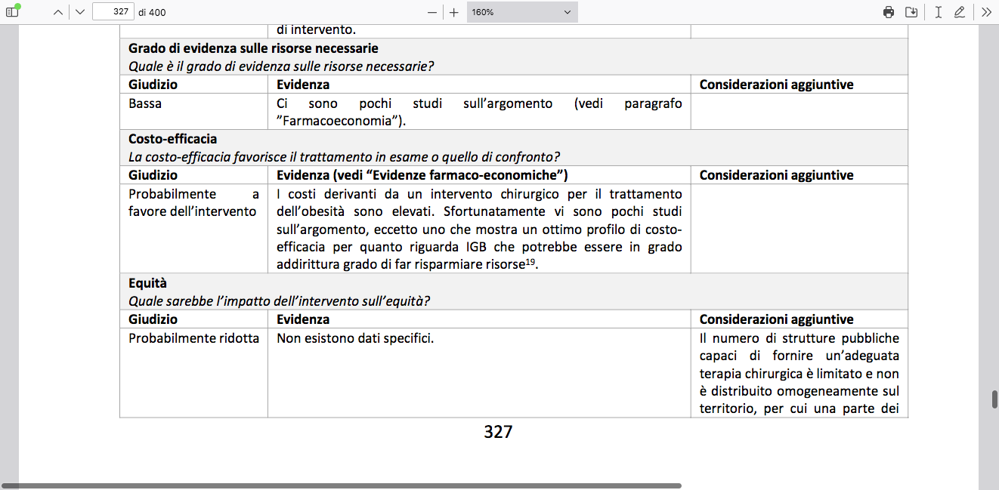 327 di 400
160%
di intervento.
Grado di evidenza sulle risorse necessarie
Quale è il grado di evidenza sulle risorse necessarie?
Giudizio Evidenza Considerazioni aggiuntive
Bassa Ci sono pochi studi sull'argomento (vedi paragrafo
"Farmacoeconomia").
Costo-efficacia
La costo-efficacia favorisce il trattamento in esame o quello di confronto?
Giudizio Evidenza (vedi "Evidenze farmaco-economiche") Considerazioni aggiuntive
Probabilmente a I costi derivanti da un intervento chirurgico per il trattamento
favore dell'intervento dell'obesità sono elevati. Sfortunatamente vi sono pochi studi
sull'argomento, eccetto uno che mostra un ottimo profilo di costo-
efficacia per quanto riguarda IGB che potrebbe essere in grado
addirittura grado di far risparmiare risorse19.
Equità
Quale sarebbe l'impatto dell'intervento sull'equità?
Giudizio Evidenza Considerazioni aggiuntive
Probabilmente ridotta Non esistono dati specifici. Il numero di strutture pubbliche
capaci di fornire un'adeguata
terapia chirurgica è limitato e non
è distribuito omogeneamente sul
territorio, per cui una parte dei
327